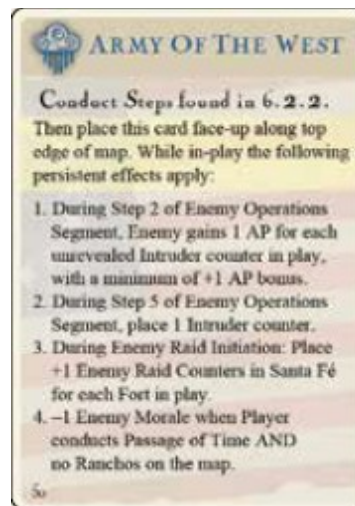 ARMY OF THE WEST
Conduct Steps found in 6.2.2.
Then place this card face-up along top
edge of map. While in-play the following
persistent effects apply:
1. During Step 2 of Enemy Operations
Segment, Enemy gains 1 AP for each
unrevealed Intruder counter in play,
with a minimum of +1 AP bonus.
2. During Step 5 of Enemy Operations
Segment, place 1 Intruder counter.
3. During Enemy Raid Initiation: Place
+1 Enemy Raid Counters in Santa Fé
for each Fort in play.
4. –1 Enemy Morale when Player
conducts Passage of Time AND
no Ranchos on the map.